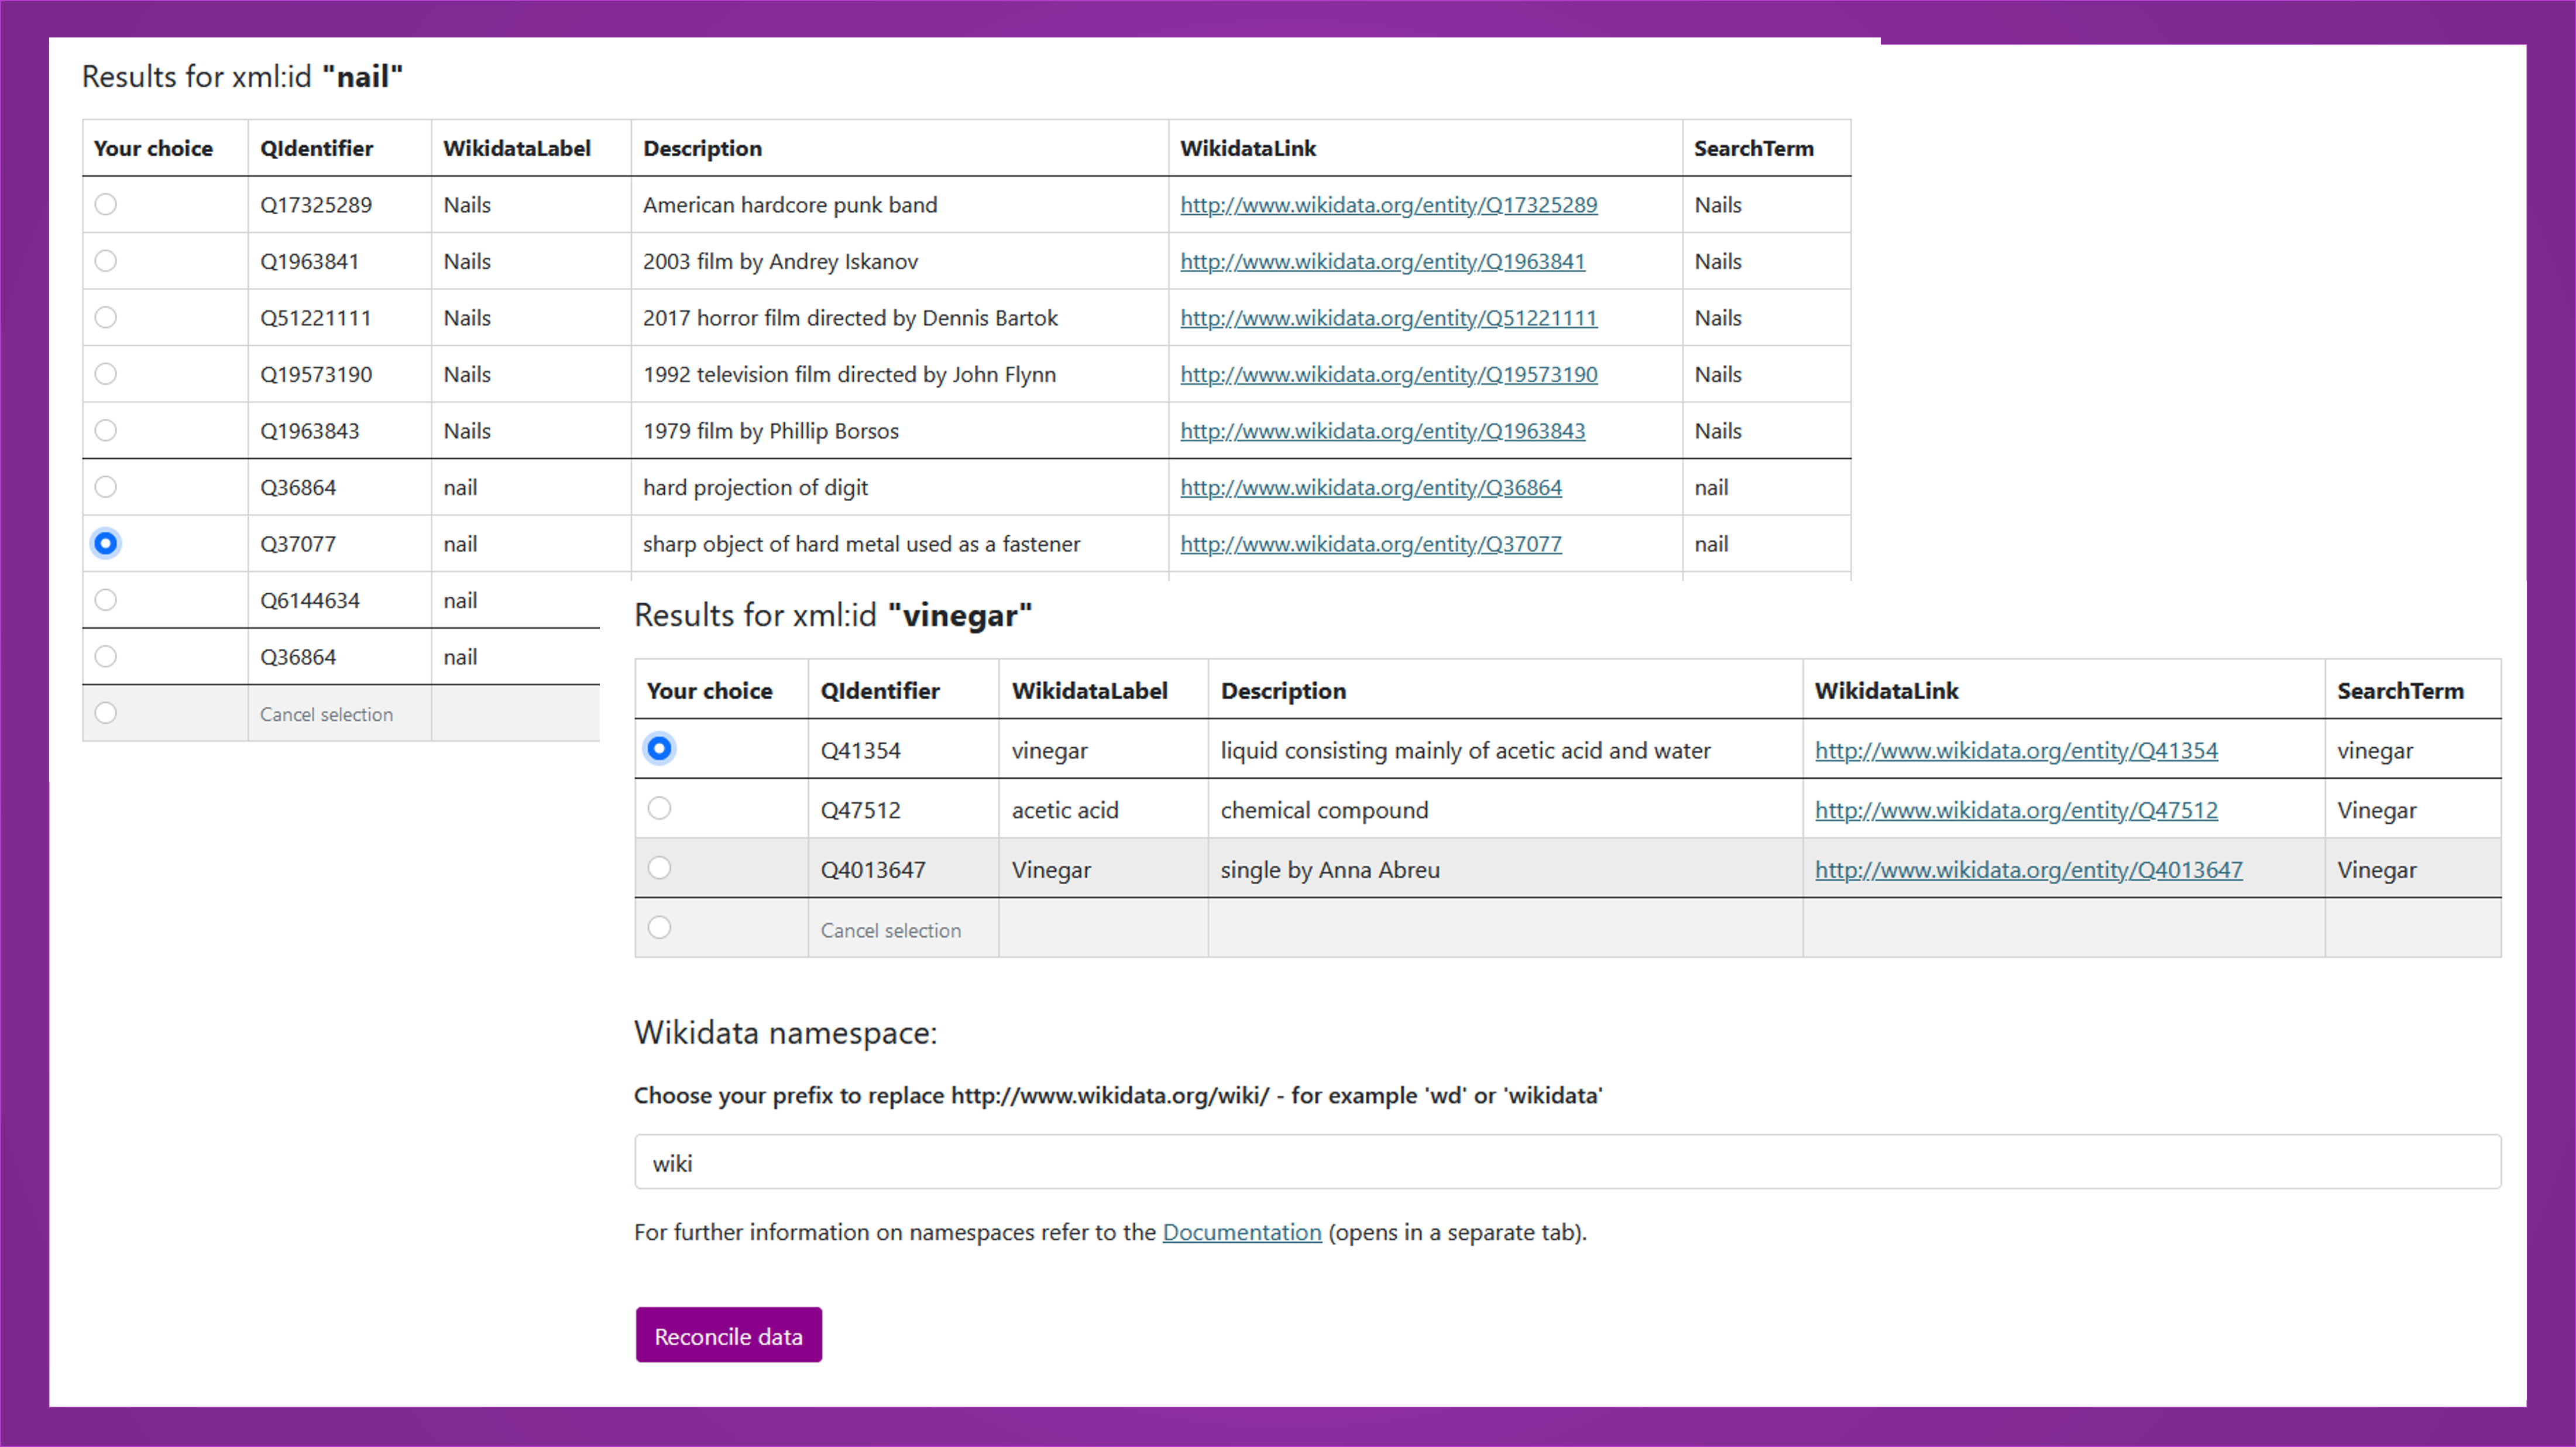 Results for xml:id "nail"
Your choice QIdentifier WikidataLabel Description WikidataLink SearchTerm
Q17325289 Nails American hardcore punk band http://www.wikidata.org/entity/Q17325289 Nails
Q1963841 Nails 2003 film by Andrey Iskanov http://www.wikidata.org/entity/Q1963841 Nails
Q51221111 Nails 2017 horror film directed by Dennis Bartok http://www.wikidata.org/entity/Q51221111 Nails
Q19573190 Nails 1992 television film directed by John Flynn http://www.wikidata.org/entity/Q19573190 Nails
Q1963843 Nails 1979 film by Phillip Borsos http://www.wikidata.org/entity/Q1963843 Nails
Q36864 nail hard projection of digit http://www.wikidata.org/entity/Q36864 nail
Q37077 nail sharp object of hard metal used as a fastener http://www.wikidata.org/entity/Q37077 nail
Q6144634 nail
Q36864 nail
Cancel selection
Results for xml:id "vinegar"
Your choice QIdentifier WikidataLabel Description WikidataLink SearchTerm
Q41354 vinegar liquid consisting mainly of acetic acid and water http://www.wikidata.org/entity/Q41354 vinegar
Q47512 acetic acid chemical compound http://www.wikidata.org/entity/Q47512 Vinegar
Q4013647 Vinegar single by Anna Abreu http://www.wikidata.org/entity/Q4013647 Vinegar
Cancel selection
Wikidata namespace:
Choose your prefix to replace http://www.wikidata.org/wiki/ - for example 'wd' or 'wikidata'
wiki
For further information on namespaces refer to the Documentation (opens in a separate tab).
Reconcile data